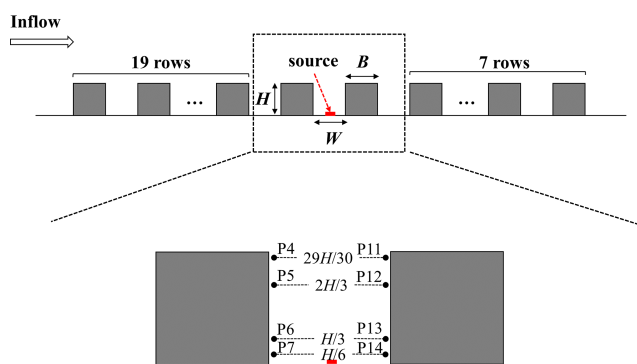 Inflow
source
19 rows
B
7 rows
...
...
H
W
P4 29H/30 P11
P5 2H/3 P12
P6 H/3 P13
P7 H/6 P14